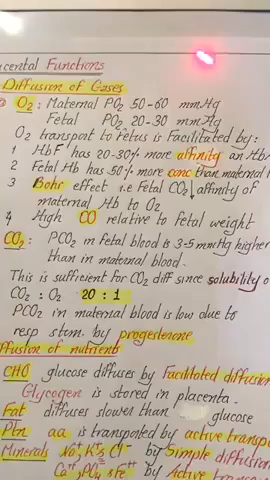 acental Functions
Diffusion of Gases
O2 : Maternal PO2 50-60 mmHg
Fetal PO2 20-30 mmHg
O2 transport to Fetus is Facilitated by:
1 HbF has 20-30% more affinity an HbA
2 Fetal Hb has 50% more conc than maternal H
3 Bohr effect i.e Fetal CO2 ↓ affinity of
maternal Hb to O2
4 High CO relative to fetal weight
CO2 : PCO2 in fetal blood is 3-5 mmHg higher
than in maternal blood.
This is sufficient for CO2 diff since solubility o
CO2 : O2 = 20 : 1
PCO2 in maternal blood is low due to
resp stom. by progesterone
ffusion of nutrients
CHO glucose diffuses by Facilitated diffusion
Glycogen is stored in placenta.
Fat diffuses slower than glucose
Ptn aa is transported by active transpo
Minerals Na+, K+ & Cl- by Simple diffusion
Ca++, PO4 & Fe++ by Active transpo